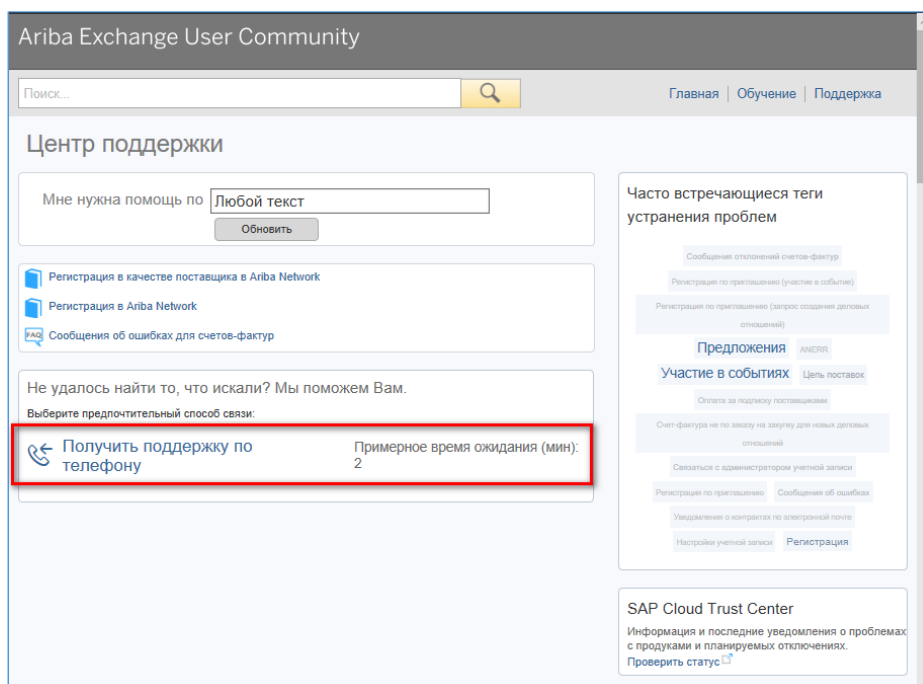 Ariba Exchange User Community
Поиск...
Главная | Обучение | Поддержка
Центр поддержки
Мне нужна помощь по Любой текст
Обновить
Регистрация в качестве поставщика в Ariba Network
Регистрация в Ariba Network
FAQ Сообщения об ошибках для счетов-фактур
Не удалось найти то, что искали? Мы поможем Вам.
Выберите предпочтительный способ связи:
Получить поддержку по
телефону
Примерное время ожидания (мин):
2
Часто встречающиеся теги
устранения проблем
Сообщения отклонений счетов-фактур
Регистрация по приглашению (участие в событие)
Регистрация по приглашению (запрос создания деловых
отношений)
Предложения ANERR
Участие в событиях Цепь поставок
Оплата за подписку поставщиками
Счет-фактура не по заказу на закупку для новых деловых
отношений
Связаться с администратором учетной записи
Регистрация по приглашению Сообщения об ошибках
Уведомления о контрактах по электронной почте
Настройки учетной записи Регистрация
SAP Cloud Trust Center
Информация и последние уведомления о проблемах
с продуктами и планируемых отключениях.
Проверить статус